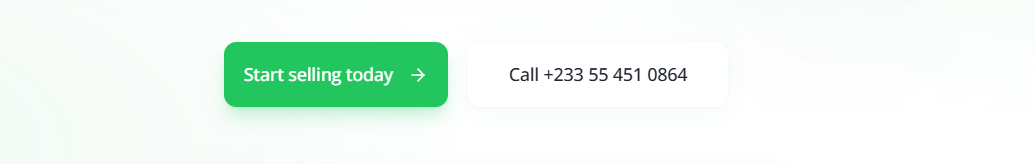 Start selling today →
Call +233 55 451 0864